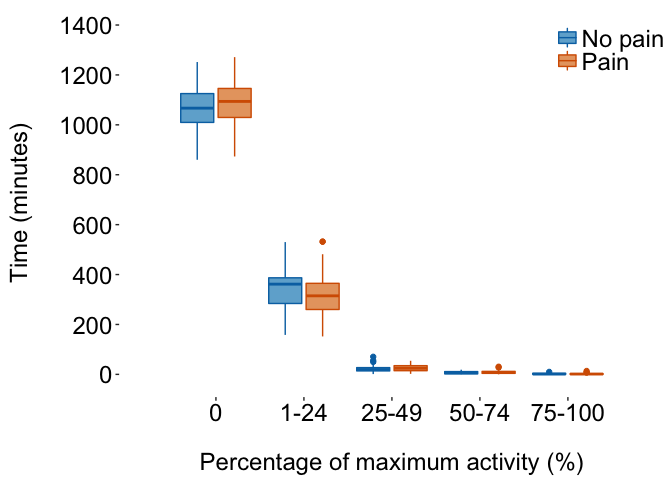 1400
1200
1000
800
600
400
200
0
Time (minutes)
No pain
Pain
0 1-24 25-49 50-74 75-100
Percentage of maximum activity (%)